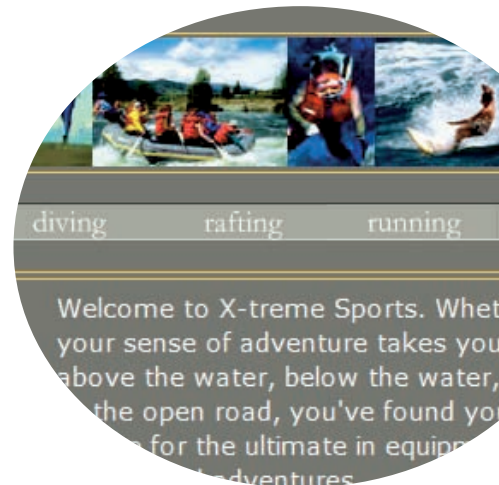 diving rafting running
Welcome to X-treme Sports.
your sense of adventure takes you
above the water, below the water,
the open road, you've found
for the ultimate in
adventures